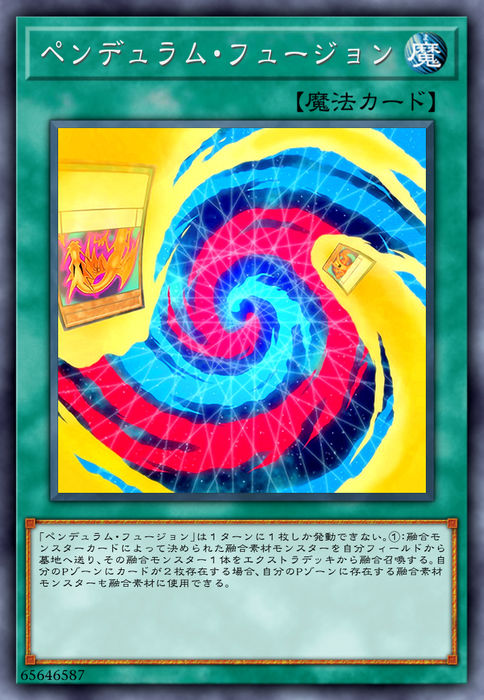 ペンデュラム・フュージョン 魔
【魔法カード】
「ペンデュラム・フュージョン」は１ターンに１枚しか発動できない。①：融合モ
ンスターカードによって決められた融合素材モンスターを自分フィールドから
墓地へ送り、その融合モンスター１体をエクストラデッキから融合召喚する。自
分のPゾーンにカードが２枚存在する場合、自分のPゾーンに存在する融合素材
モンスターも融合素材に使用できる。
65646587